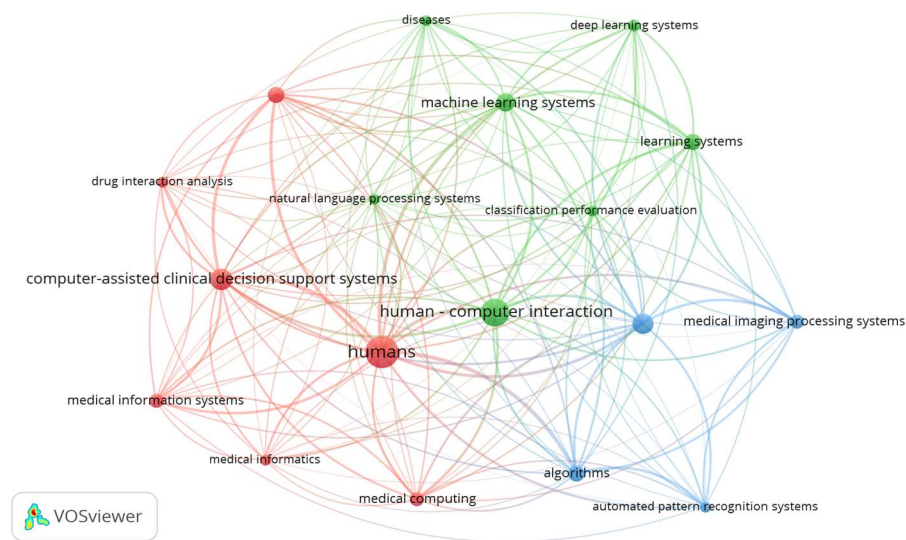 diseases
deep learning systems
machine learning systems
learning systems
drug interaction analysis
natural language processing systems
classification performance evaluation
computer-assisted clinical decision support systems
human - computer interaction
medical imaging processing systems
humans
medical information systems
medical informatics
algorithms
medical computing
automated pattern recognition systems
VOSviewer